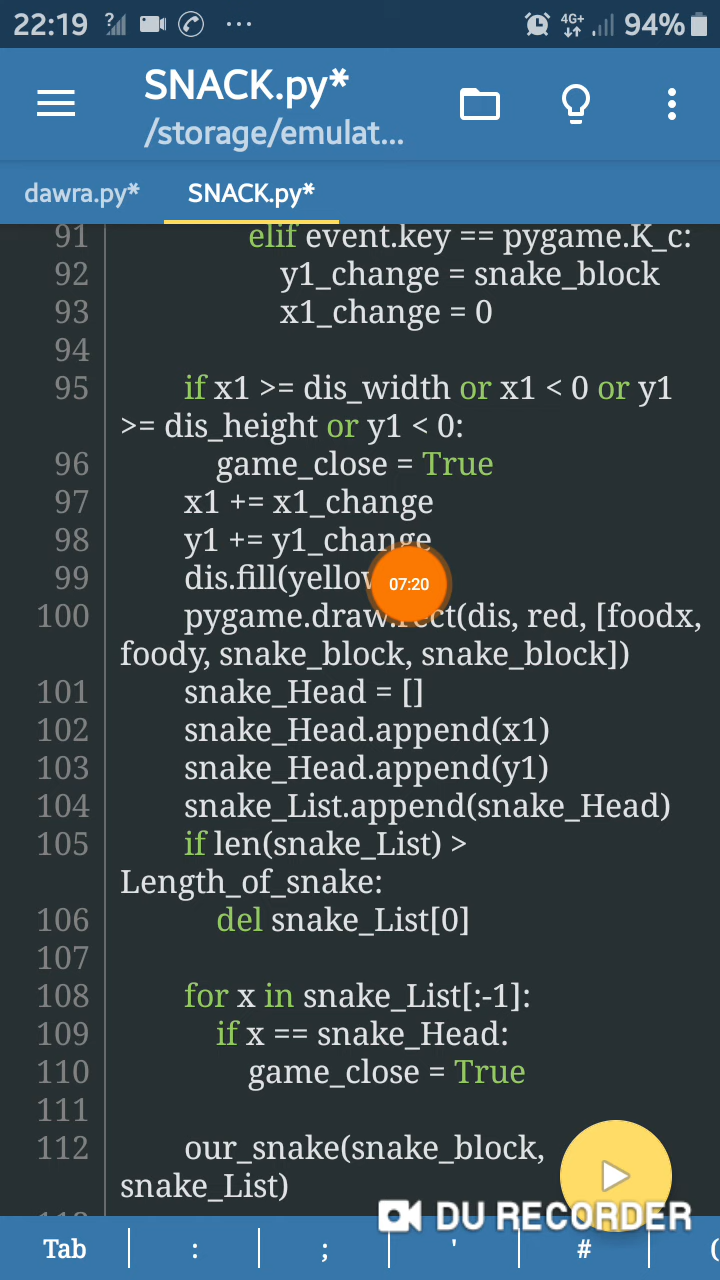 22:19 ? ... 4G+ 94%
SNACK.py*
/storage/emulat...
dawra.py* SNACK.py*
91 elif event.key == pygame.K_c:
92 y1_change = snake_block
93 x1_change = 0
94
95 if x1 >= dis_width or x1 < 0 or y1
>= dis_height or y1 < 0:
96 game_close = True
97 x1 += x1_change
98 y1 += y1_change
99 dis.fill(
07:20
100 pygame.draw.rect(dis, red, [foodx,
foody, snake_block, snake_block])
101 snake_Head = []
102 snake_Head.append(x1)
103 snake_Head.append(y1)
104 snake_List.append(snake_Head)
105 if len(snake_List) >
Length_of_snake:
106 del snake_List[0]
107
108 for x in snake_List[:-1]:
109 if x == snake_Head:
110 game_close = True
111
112 our_snake(snake_block,
snake_List)
DU RECORDER
Tab : ; ' # (